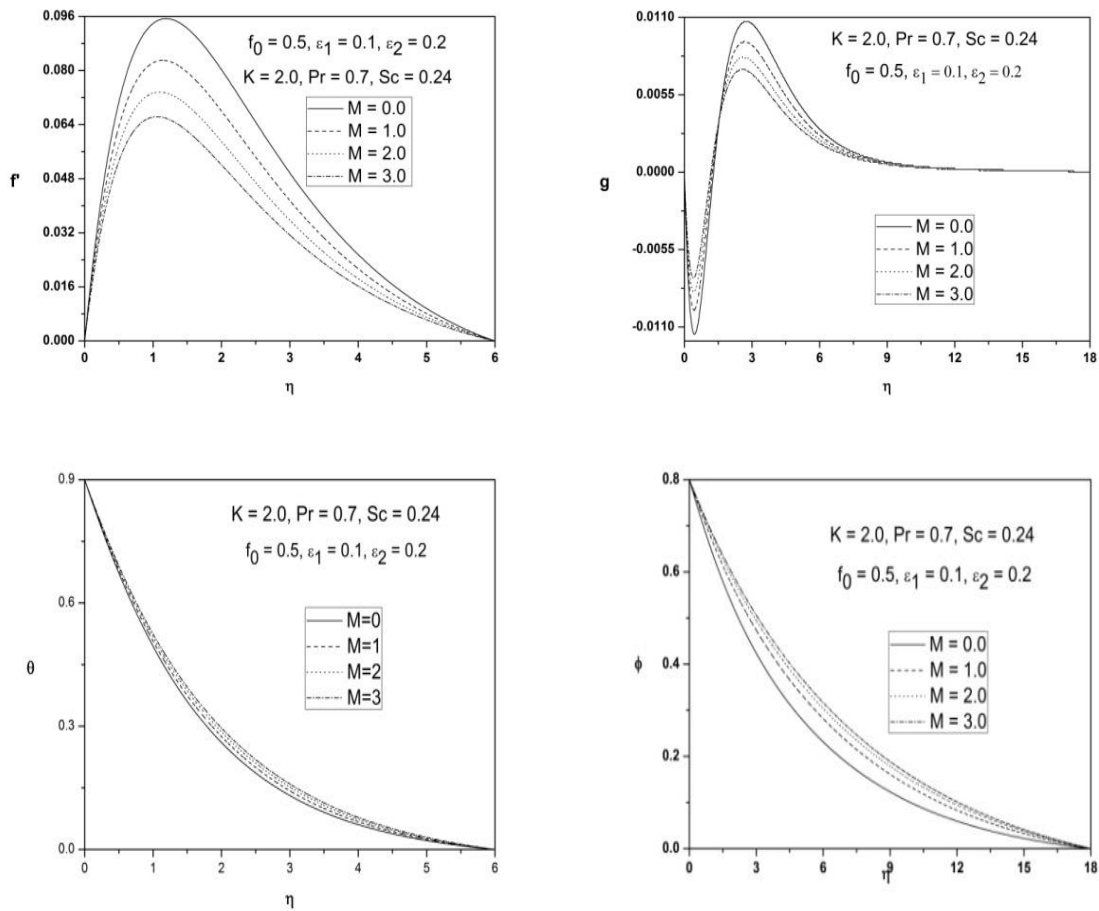 0.096
0.080
0.064
0.048
0.032
0.016
0.000
f'
f0 = 0.5, ε1 = 0.1, ε2 = 0.2
K = 2.0, Pr = 0.7, Sc = 0.24
M = 0.0
M = 1.0
M = 2.0
M = 3.0
0 1 2 3 4 5 6
η
0.0110
0.0055
0.0000
-0.0055
-0.0110
g
K = 2.0, Pr = 0.7, Sc = 0.24
f0 = 0.5, ε1 = 0.1, ε2 = 0.2
M = 0.0
M = 1.0
M = 2.0
M = 3.0
0 3 6 9 12 15 18
η
0.9
0.6
0.3
0.0
θ
K = 2.0, Pr = 0.7, Sc = 0.24
f0 = 0.5, ε1 = 0.1, ε2 = 0.2
M=0
M=1
M=2
M=3
0 1 2 3 4 5 6
η
0.8
0.6
0.4
0.2
0.0
ϕ
K = 2.0, Pr = 0.7, Sc = 0.24
f0 = 0.5, ε1 = 0.1, ε2 = 0.2
M = 0.0
M = 1.0
M = 2.0
M = 3.0
0 3 6 9 12 15 18
η